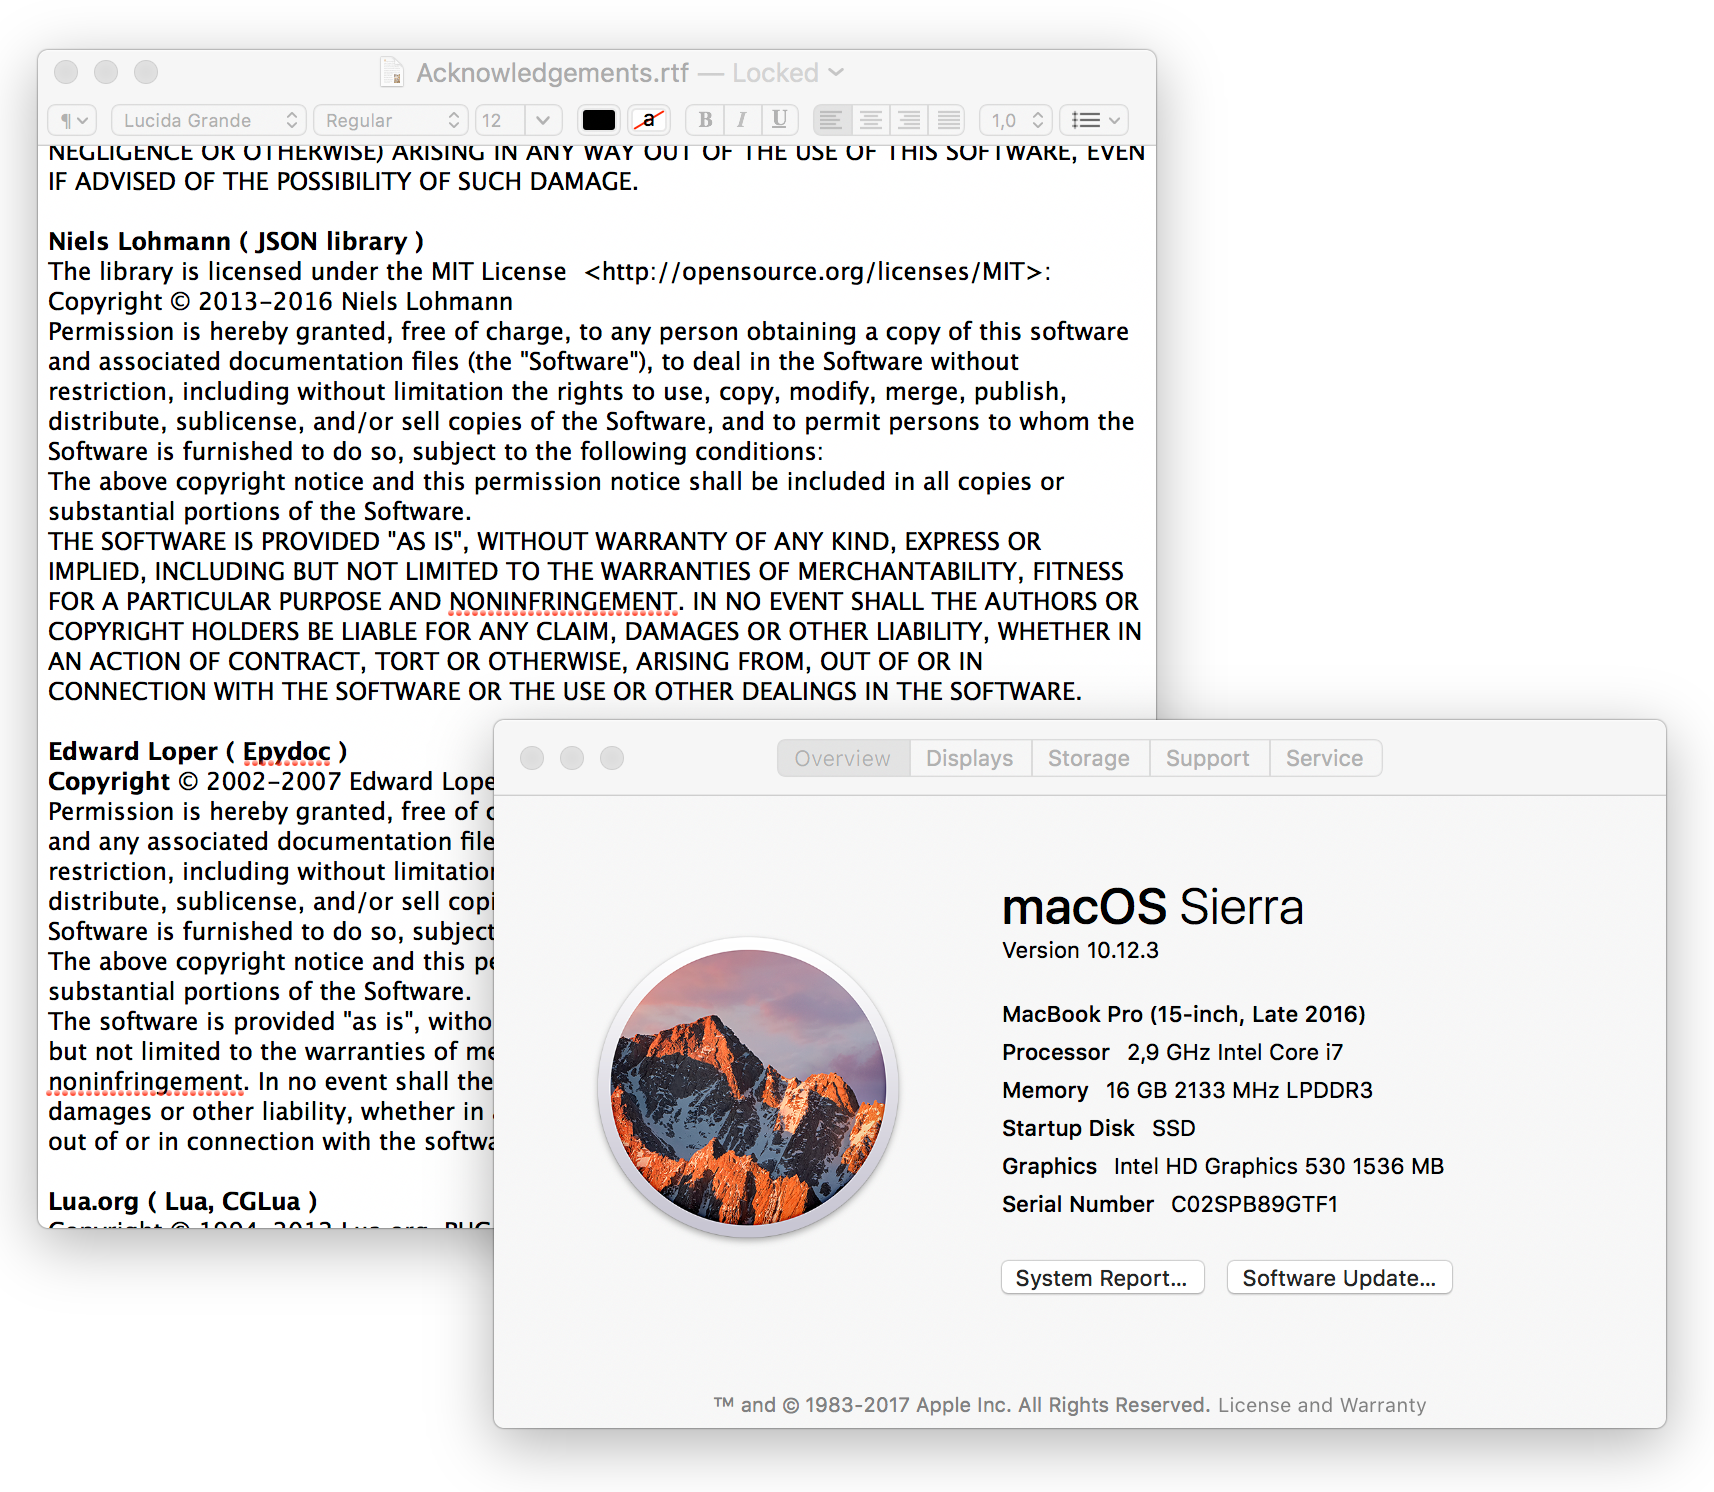 Acknowledgements.rtf — Locked
¶ Lucida Grande Regular 12 a B I U 1,0
NEGLIGENCE OR OTHERWISE) ARISING IN ANY WAY OUT OF THE USE OF THIS SOFTWARE, EVEN
IF ADVISED OF THE POSSIBILITY OF SUCH DAMAGE.
Niels Lohmann ( JSON library )
The library is licensed under the MIT License  <http://opensource.org/licenses/MIT>:
Copyright © 2013-2016 Niels Lohmann
Permission is hereby granted, free of charge, to any person obtaining a copy of this software
and associated documentation files (the "Software"), to deal in the Software without
restriction, including without limitation the rights to use, copy, modify, merge, publish,
distribute, sublicense, and/or sell copies of the Software, and to permit persons to whom the
Software is furnished to do so, subject to the following conditions:
The above copyright notice and this permission notice shall be included in all copies or
substantial portions of the Software.
THE SOFTWARE IS PROVIDED "AS IS", WITHOUT WARRANTY OF ANY KIND, EXPRESS OR
IMPLIED, INCLUDING BUT NOT LIMITED TO THE WARRANTIES OF MERCHANTABILITY, FITNESS
FOR A PARTICULAR PURPOSE AND NONINFRINGEMENT. IN NO EVENT SHALL THE AUTHORS OR
COPYRIGHT HOLDERS BE LIABLE FOR ANY CLAIM, DAMAGES OR OTHER LIABILITY, WHETHER IN
AN ACTION OF CONTRACT, TORT OR OTHERWISE, ARISING FROM, OUT OF OR IN
CONNECTION WITH THE SOFTWARE OR THE USE OR OTHER DEALINGS IN THE SOFTWARE.
Edward Loper ( Epydoc )
Copyright © 2002-2007 Edward Lope
Permission is hereby granted, free of
and any associated documentation file
restriction, including without limitation
distribute, sublicense, and/or sell copi
Software is furnished to do so, subject
The above copyright notice and this pe
substantial portions of the Software.
The software is provided "as is", witho
but not limited to the warranties of me
noninfringement. In no event shall the
damages or other liability, whether in
out of or in connection with the softwa
Lua.org ( Lua, CGLua )
Copyright © 1994-2012 Lua.org, PUC
Overview Displays Storage Support Service
macOS Sierra
Version 10.12.3
MacBook Pro (15-inch, Late 2016)
Processor 2,9 GHz Intel Core i7
Memory 16 GB 2133 MHz LPDDR3
Startup Disk SSD
Graphics Intel HD Graphics 530 1536 MB
Serial Number C02SPB89GTF1
System Report... Software Update...
™ and © 1983-2017 Apple Inc. All Rights Reserved. License and Warranty